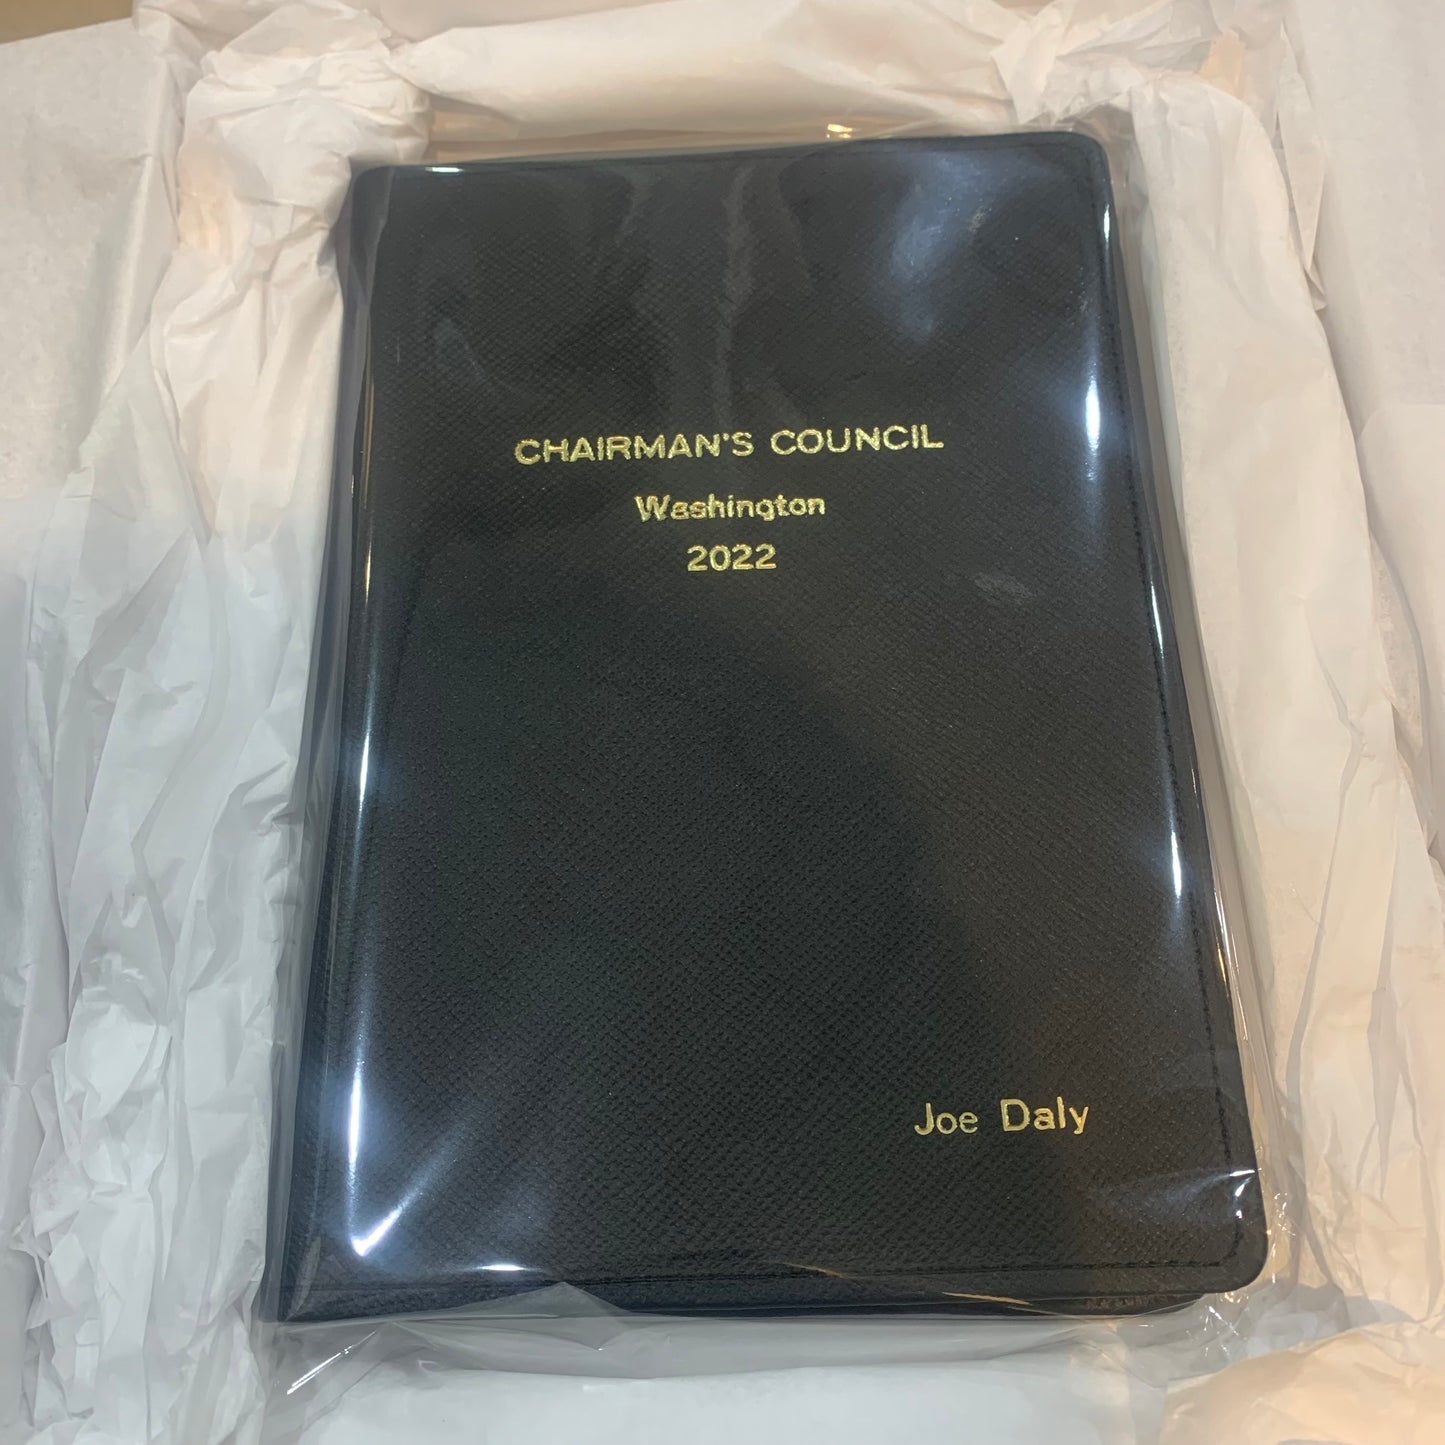 CHAIRMAN'S COUNCIL
Washington
2022
Joe Daly